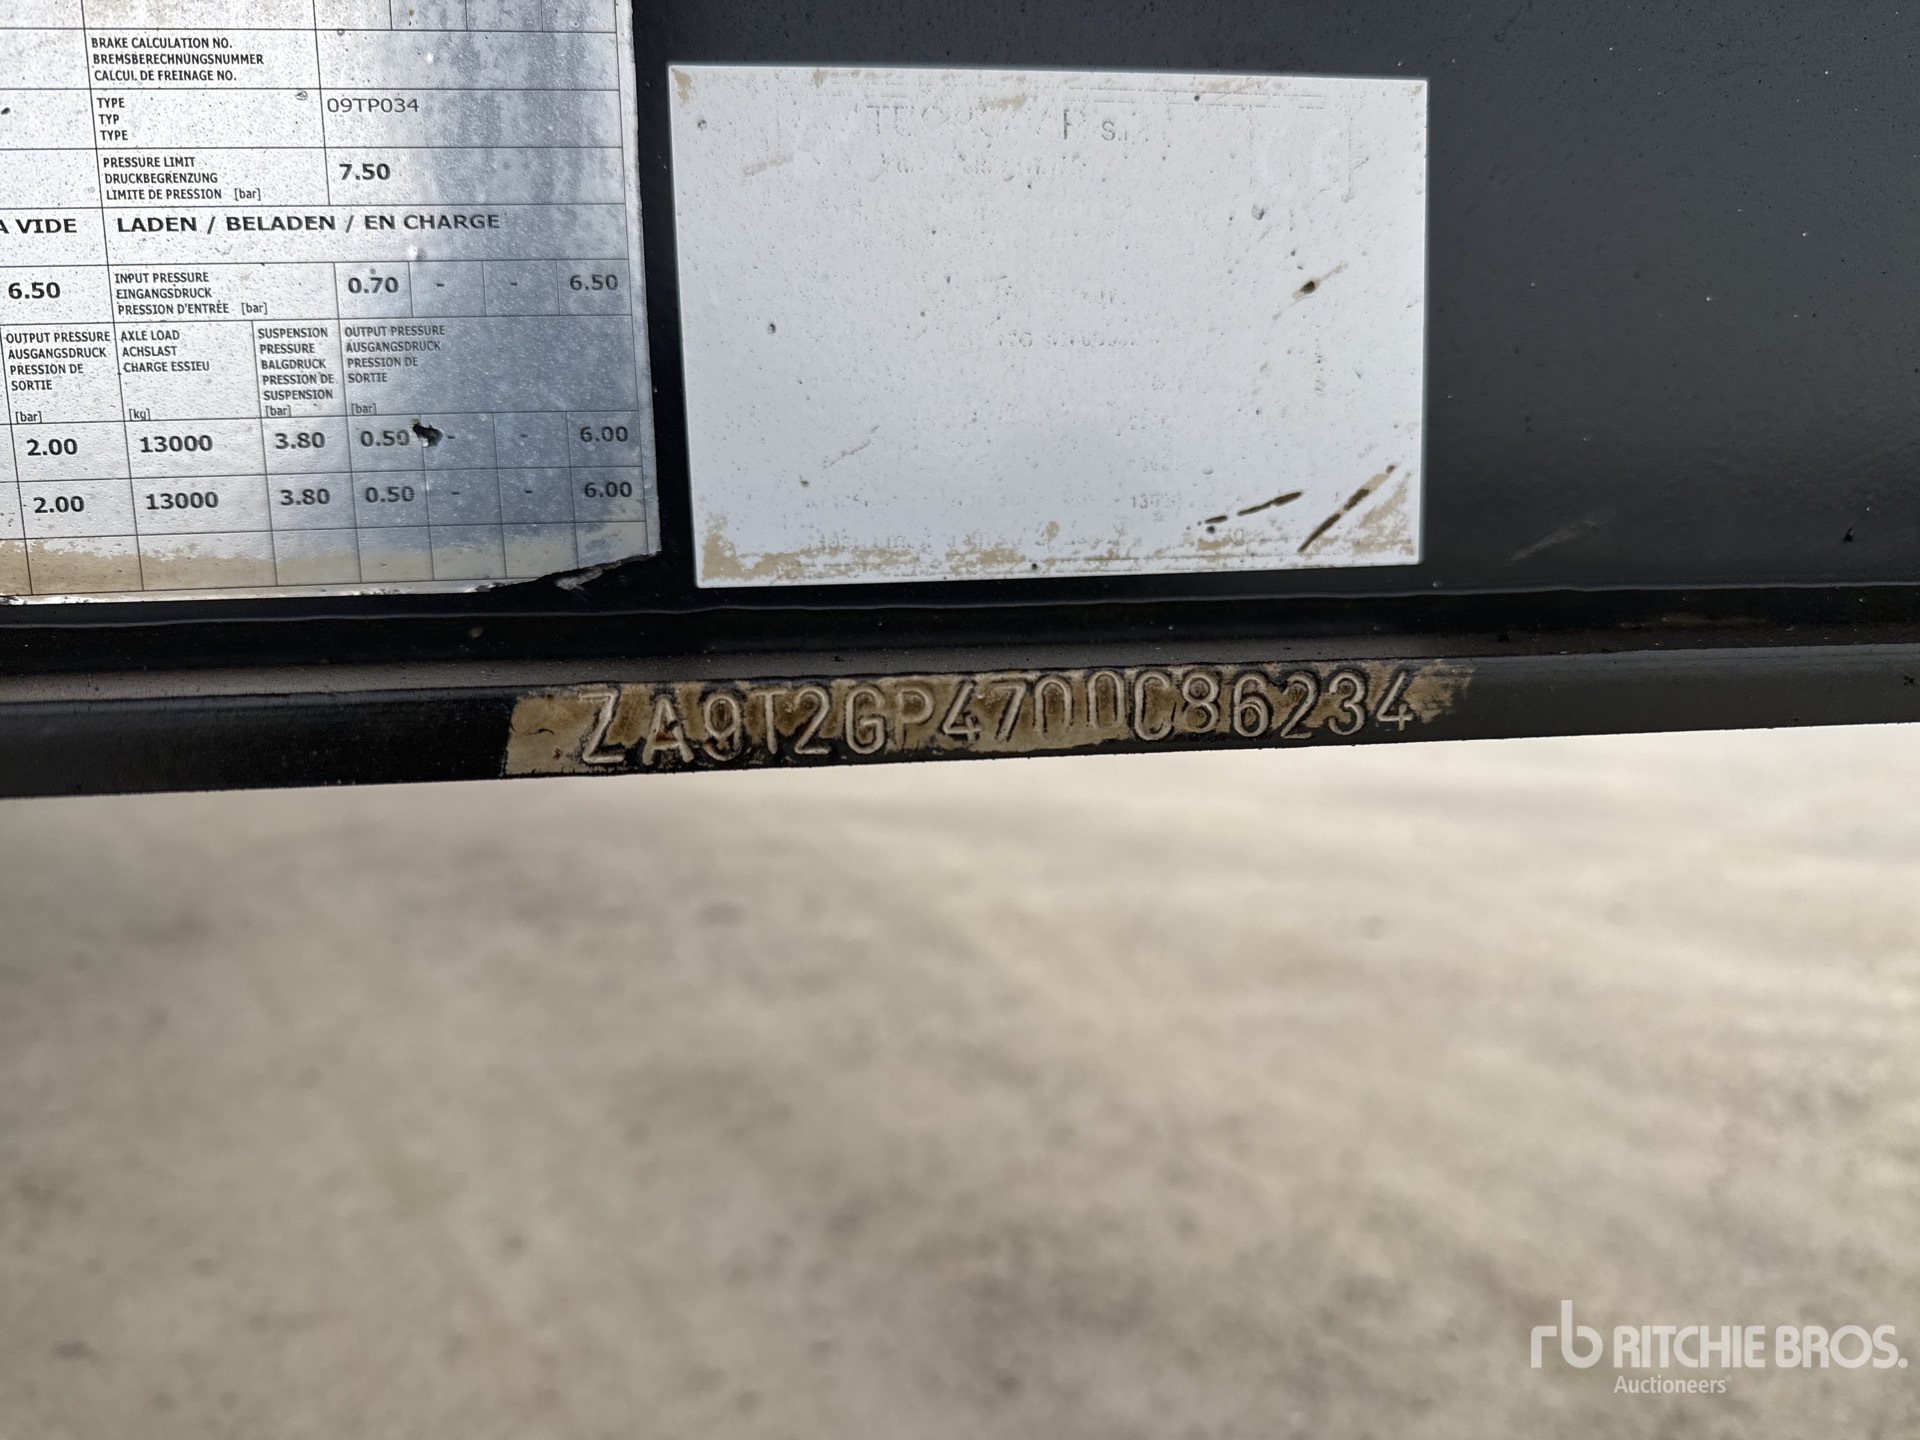 BRAKE CALCULATION NO.
BREMSBERECHNUNGSNUMMER
CALCUL DE FREINAGE NO.
TYPE
TYP
TYPE
09TP034
PRESSURE LIMIT
DRUCKBEGRENZUNG
LIMITE DE PRESSION [bar]
7.50
A VIDE
LADEN / BELADEN / EN CHARGE
6.50
INPUT PRESSURE
EINGANGSDRUCK
PRESSION D'ENTRÉE [bar]
0.70 - - 6.50
OUTPUT PRESSURE
AUSGANGSDRUCK
PRESSION DE
SORTIE
[bar]
AXLE LOAD
ACHSLAST
CHARGE ESSIEU
[kg]
SUSPENSION
PRESSURE
BALGDRUCK
PRESSION DE
SUSPENSION
[bar]
OUTPUT PRESSURE
AUSGANGSDRUCK
PRESSION DE
SORTIE
[bar]
2.00 13000 3.80 0.50 - - 6.00
2.00 13000 3.80 0.50 - - 6.00
ZA9T2GP4700C86234
rb RITCHIE BROS.
Auctioneers